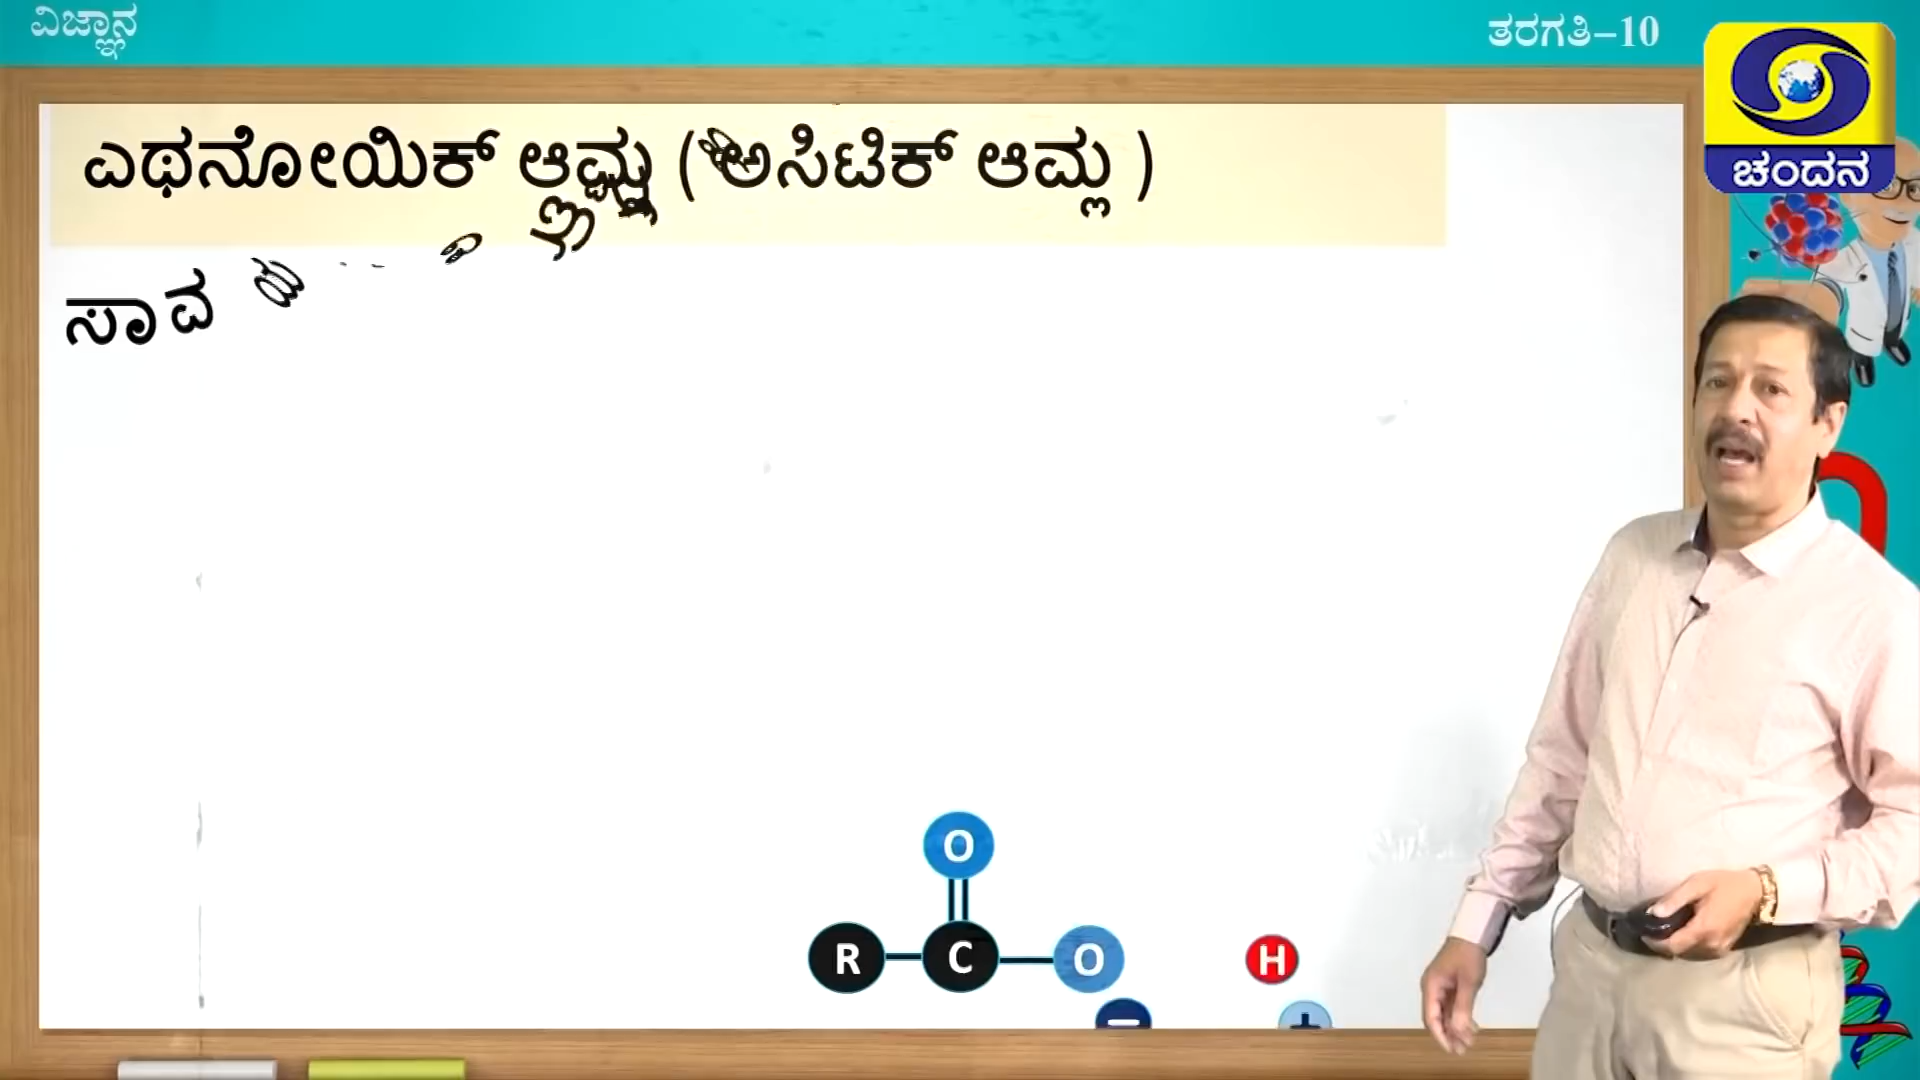 ವಿಜ್ಞಾನ
ತರಗತಿ–10
ಚಂದನ
ಎಥನೋಯಿಕ್ ಆಮ್ಲ (ಅಸಿಟಿಕ್ ಆಮ್ಲ )
O
R C O H
− +